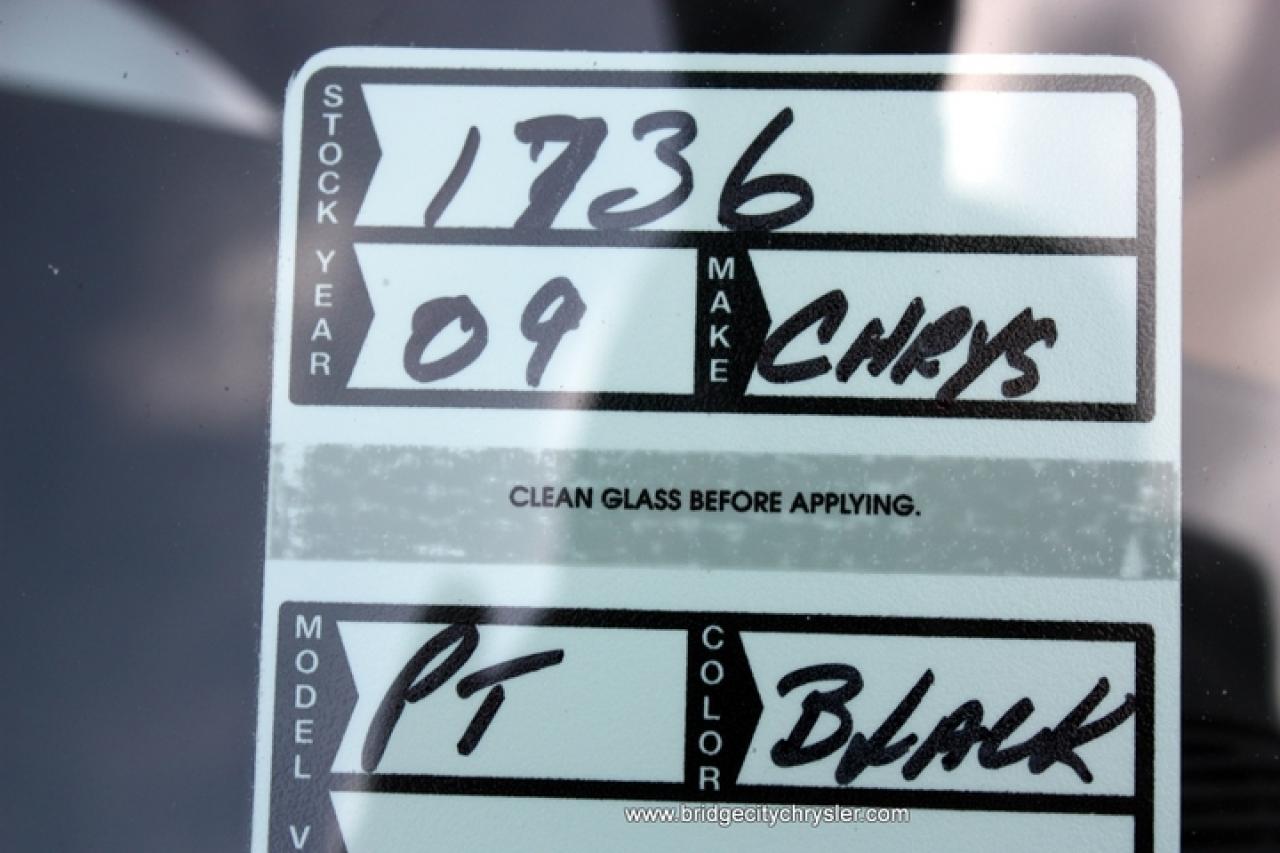 STOCK 1736
YEAR 09 MAKE CHRYS
CLEAN GLASS BEFORE APPLYING.
MODEL PT COLOR BLACK
V
www.bridgecitychrysler.com